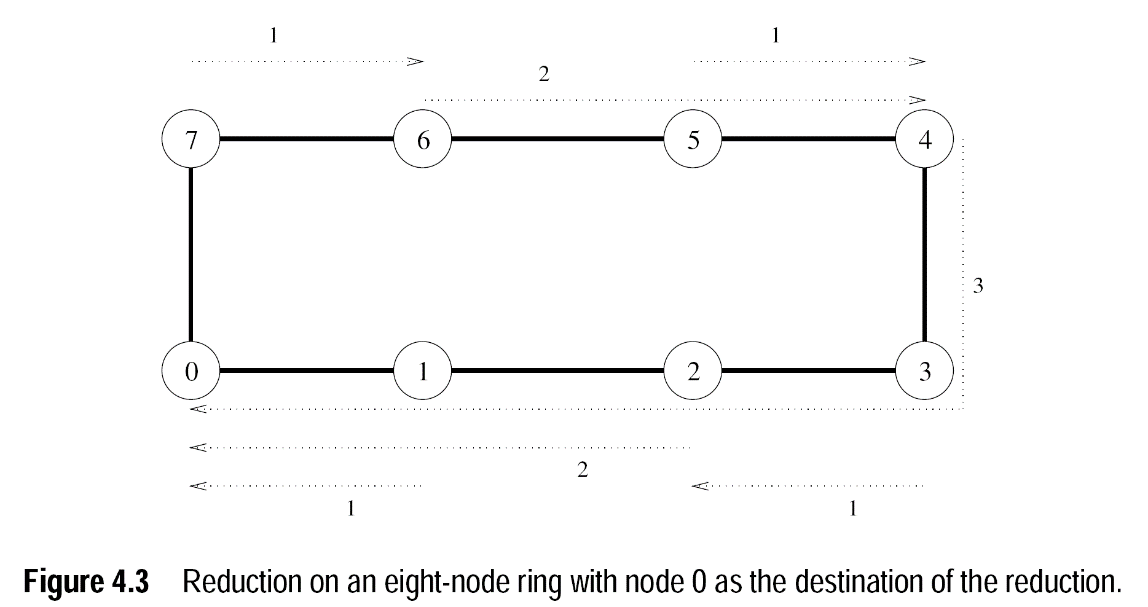 1 1
2
7 6 5 4
3
0 1 2 3
2
1 1
Figure 4.3 Reduction on an eight-node ring with node 0 as the destination of the reduction.